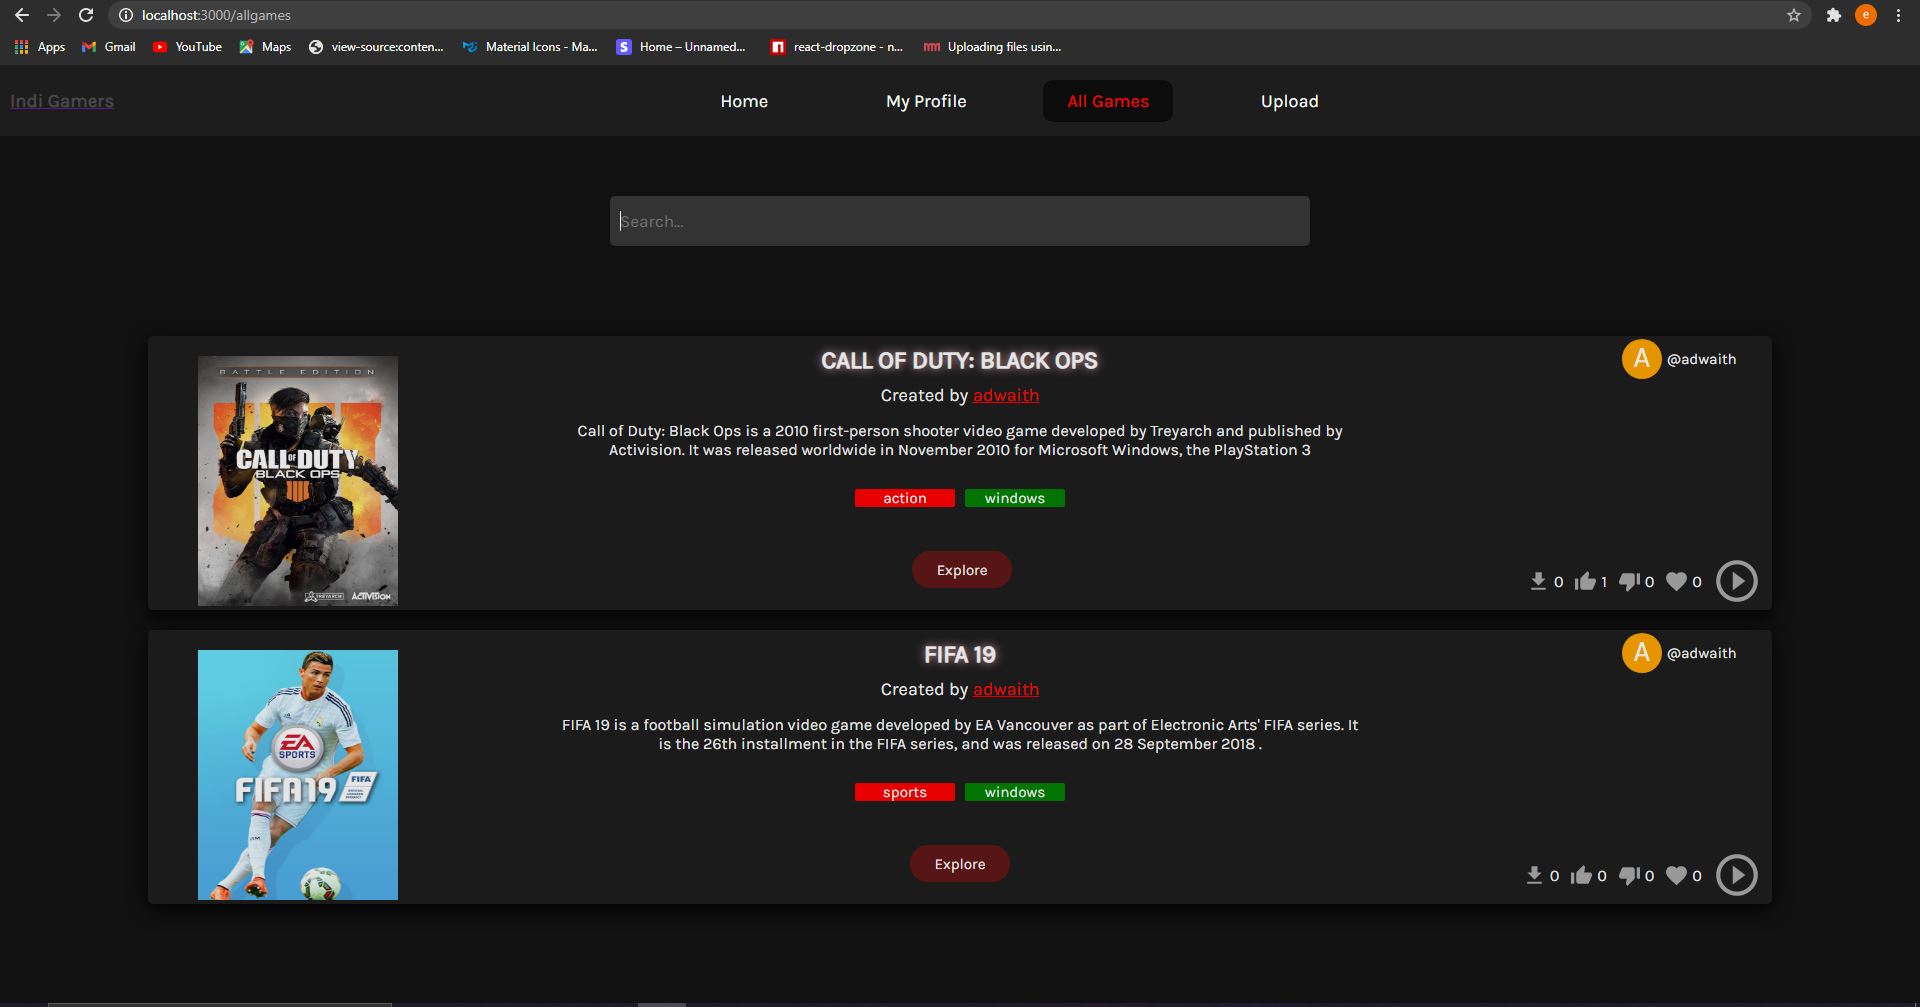 localhost:3000/allgames
Apps Gmail YouTube Maps view-source:conten... Material Icons - Ma... Home – Unnamed... react-dropzone - n... Uploading files usin...
e
Indi Gamers Home My Profile All Games Upload
Search...
BATTLE EDITION
CALL OF DUTY
BLACK OPS
IIII
TREYARCH ACTIVISION
CALL OF DUTY: BLACK OPS
A @adwaith
Created by adwaith
Call of Duty: Black Ops is a 2010 first-person shooter video game developed by Treyarch and published by
Activision. It was released worldwide in November 2010 for Microsoft Windows, the PlayStation 3
action windows
Explore
0 1 0 0
EA
SPORTS
FIFA19
FIFA
FIFA 19
A @adwaith
Created by adwaith
FIFA 19 is a football simulation video game developed by EA Vancouver as part of Electronic Arts' FIFA series. It
is the 26th installment in the FIFA series, and was released on 28 September 2018 .
sports windows
Explore
0 0 0 0